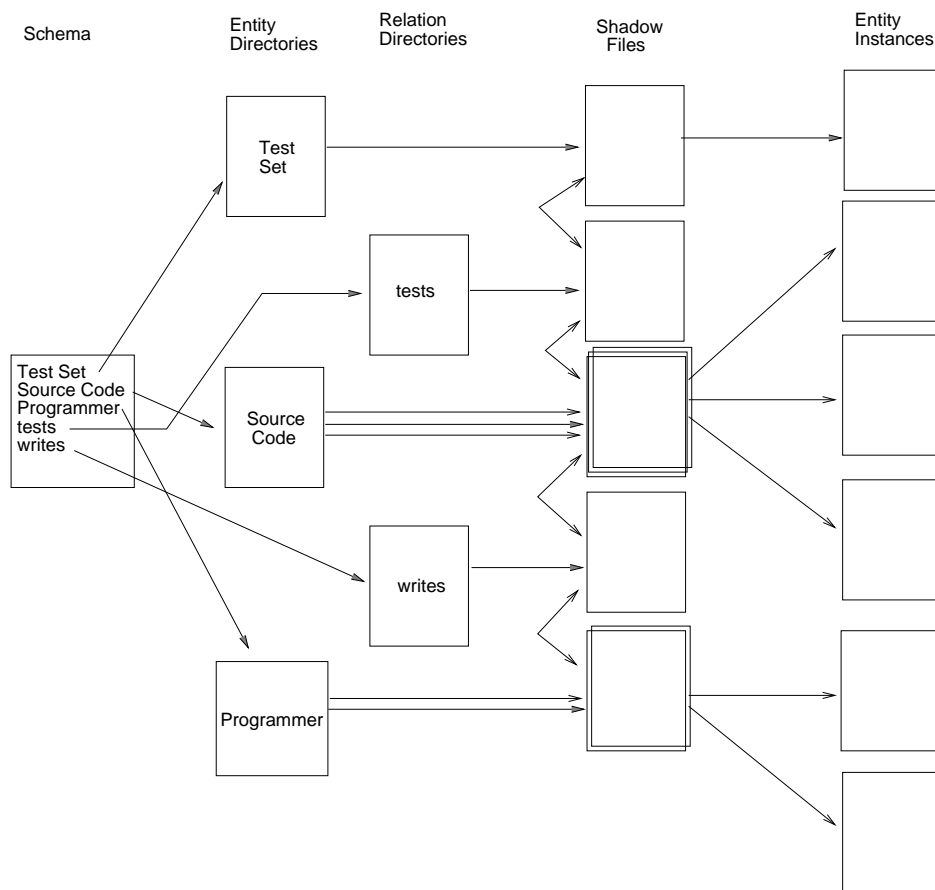 Schema
Entity
Directories
Relation
Directories
Shadow
Files
Entity
Instances
Test
Set
tests
Test Set
Source Code
Programmer
tests
writes
Source
Code
writes
Programmer